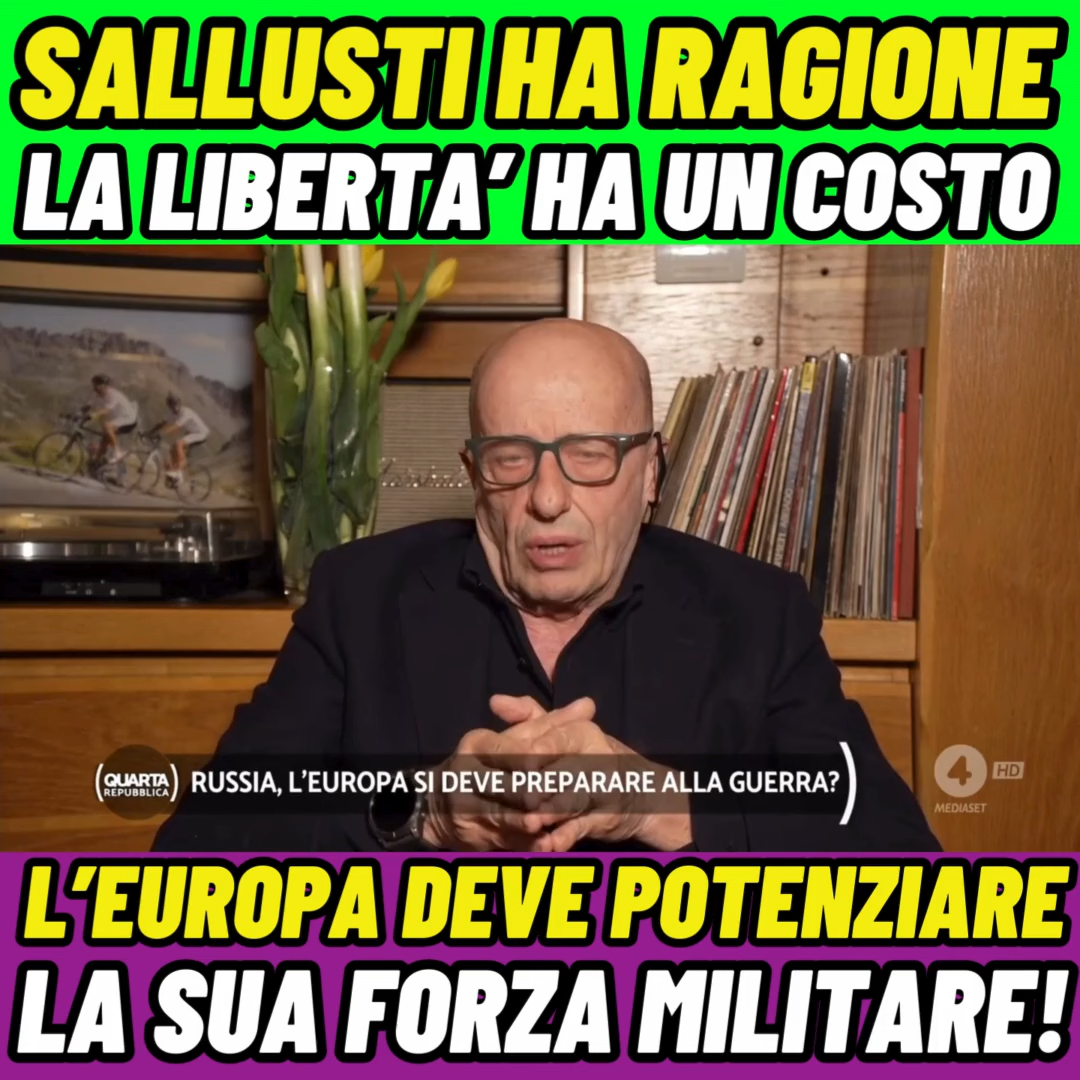 SALLUSTI HA RAGIONE
LA LIBERTA' HA UN COSTO
QUARTA
REPUBBLICA
RUSSIA, L'EUROPA SI DEVE PREPARARE ALLA GUERRA?
4
HD
MEDIASET
L'EUROPA DEVE POTENZIARE
LA SUA FORZA MILITARE!